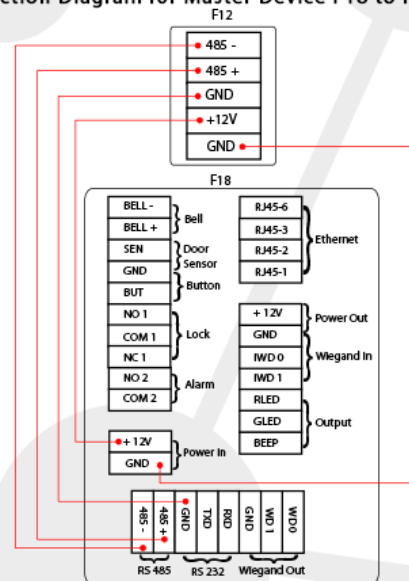 ction Diagram for Master Device F18 to
F12
485 -
485 +
GND
+12V
GND
F18
BELL -
BELL +
Bell
SEN
GND
Door
Sensor
BUT
Button
NO 1
COM 1
NC 1
Lock
NO 2
COM 2
Alarm
+ 12V
GND
Power In
RJ45-6
RJ45-3
RJ45-2
RJ45-1
Ethernet
+ 12V
Power Out
GND
IWD 0
IWD 1
Wiegand In
RLED
GLED
BEEP
Output
485 -
485 +
GND
TXD
RXD
GND
WD 1
WD0
RS 485
RS 232
Wiegand Out